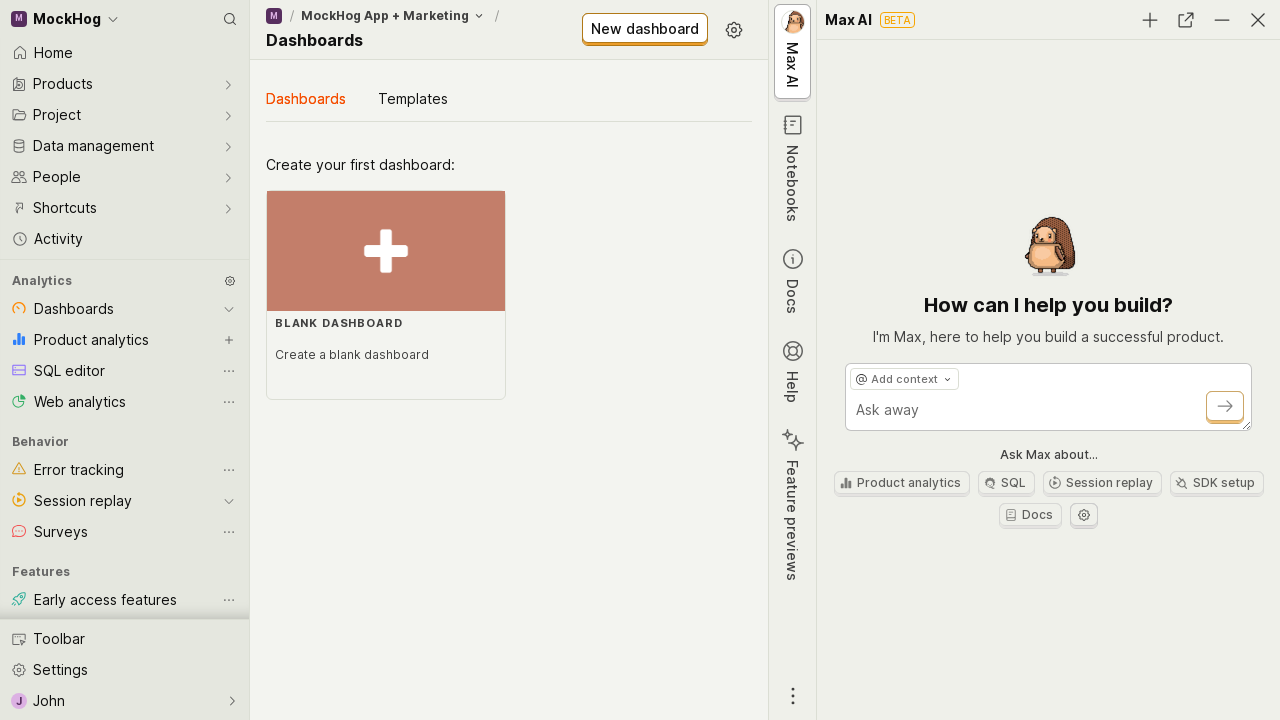 M MockHog
Home
Products
Project
Data management
People
Shortcuts
Activity
Analytics
Dashboards
Product analytics
SQL editor
Web analytics
Behavior
Error tracking
Session replay
Surveys
Features
Early access features
Toolbar
Settings
J John
M / MockHog App + Marketing /
Dashboards
New dashboard
Dashboards Templates
Create your first dashboard:
BLANK DASHBOARD
Create a blank dashboard
Max AI
Notebooks
Docs
Help
Feature previews
Max AI BETA
How can I help you build?
I'm Max, here to help you build a successful product.
@ Add context
Ask away
Ask Max about...
Product analytics SQL Session replay SDK setup
Docs